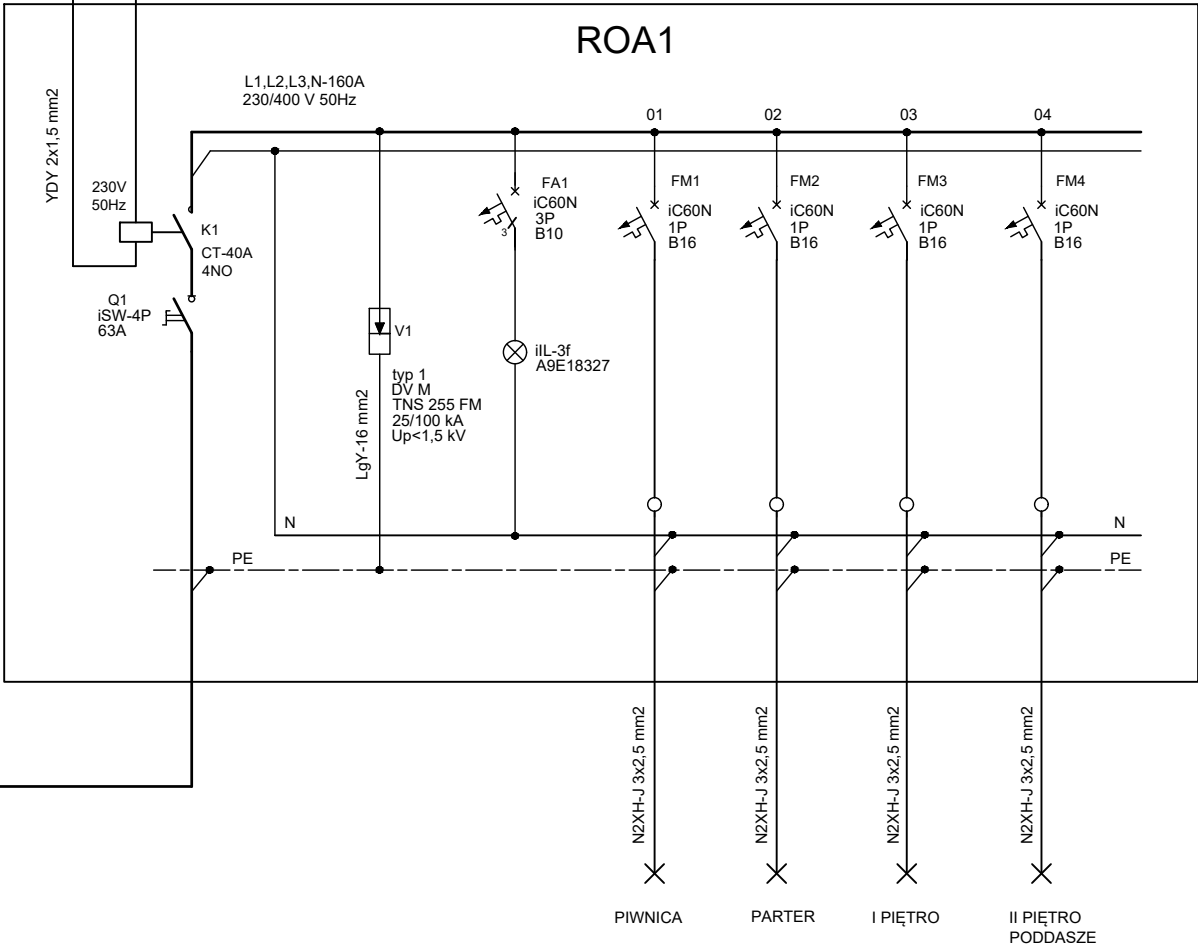 ROA1
L1,L2,L3,N-160A
230/400 V 50Hz
YDY 2x1,5 mm2
230V
50Hz
K1
CT-40A
4NO
Q1
iSW-4P
63A
V1
typ 1
DV M
TNS 255 FM
25/100 kA
Up<1,5 kV
LgY-16 mm2
FA1
iC60N
3P
B10
3
iIL-3f
A9E18327
01
FM1
iC60N
1P
B16
02
FM2
iC60N
1P
B16
03
FM3
iC60N
1P
B16
04
FM4
iC60N
1P
B16
N
N
PE
PE
N2XH-J 3x2,5 mm2
N2XH-J 3x2,5 mm2
N2XH-J 3x2,5 mm2
N2XH-J 3x2,5 mm2
PIWNICA
PARTER
I PIĘTRO
II PIĘTRO
PODDASZE